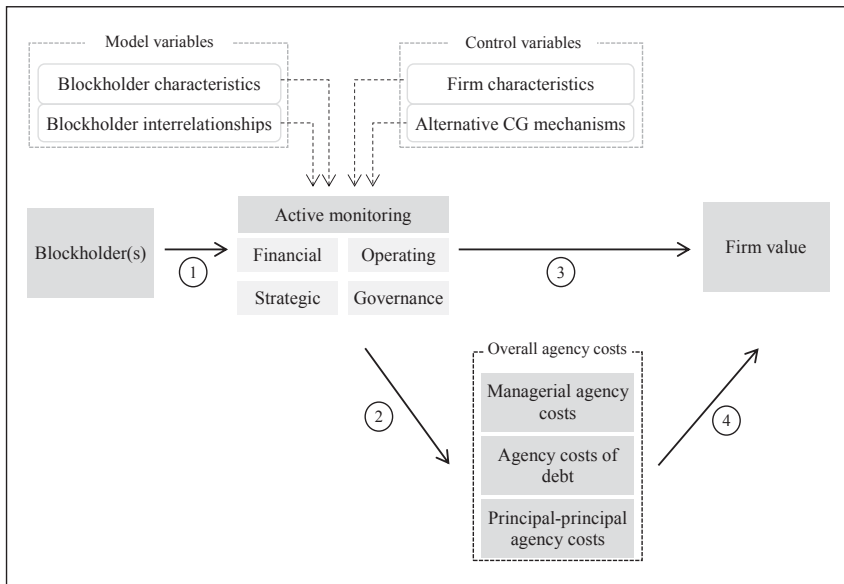 Model variables
Blockholder characteristics
Blockholder interrelationships
Control variables
Firm characteristics
Alternative CG mechanisms
Blockholder(s)
1
Active monitoring
Financial
Operating
Strategic
Governance
3
Firm value
2
Overall agency costs
Managerial agency
costs
Agency costs of
debt
Principal-principal
agency costs
4